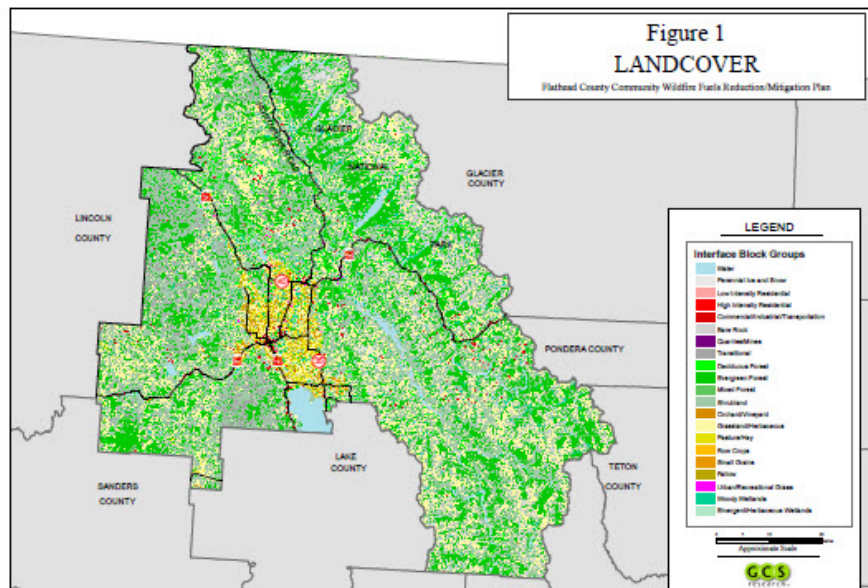 Figure 1
LANDCOVER
Flathead County Community Wildfire Fuels Reduction/Mitigation Plan
GLACIER
NATIONAL
PARK
GLACIER
COUNTY
LINCOLN
COUNTY
PONDERA COUNTY
LAKE
COUNTY
TETON
COUNTY
SANDERS
COUNTY
LEGEND
Interface Block Groups
Water
Perennial Ice and Snow
Low Intensity Residential
High Intensity Residential
Commercial/Industrial/Transportation
Bare Rock
Quarries/Mines
Transitional
Deciduous Forest
Evergreen Forest
Mixed Forest
Shrubland
Orchard/Vineyard
Grassland/Herbaceous
Pasture/Hay
Row Crops
Small Grains
Fallow
Urban/Recreational Grass
Woody Wetlands
Emergent/Herbaceous Wetlands
Approximate Scale
GCS